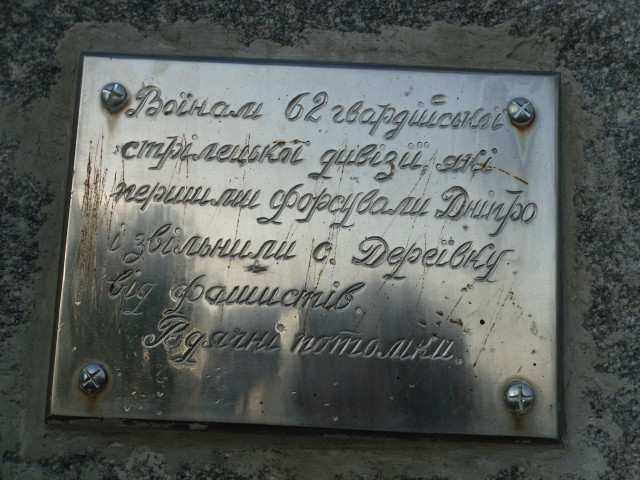 Воїнам 62 гвардійської
стрілецької дивізії, які
першими форсували Дніпро
і звільнили с. Дереївку
від фашистів.
Вдячні потомки.